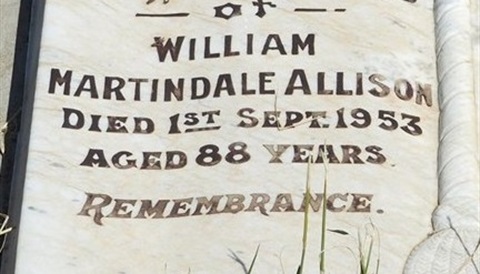 of
WILLIAM
MARTINDALE ALLISON
DIED 1ST SEPT. 1953
AGED 88 YEARS.
REMEMBRANCE.